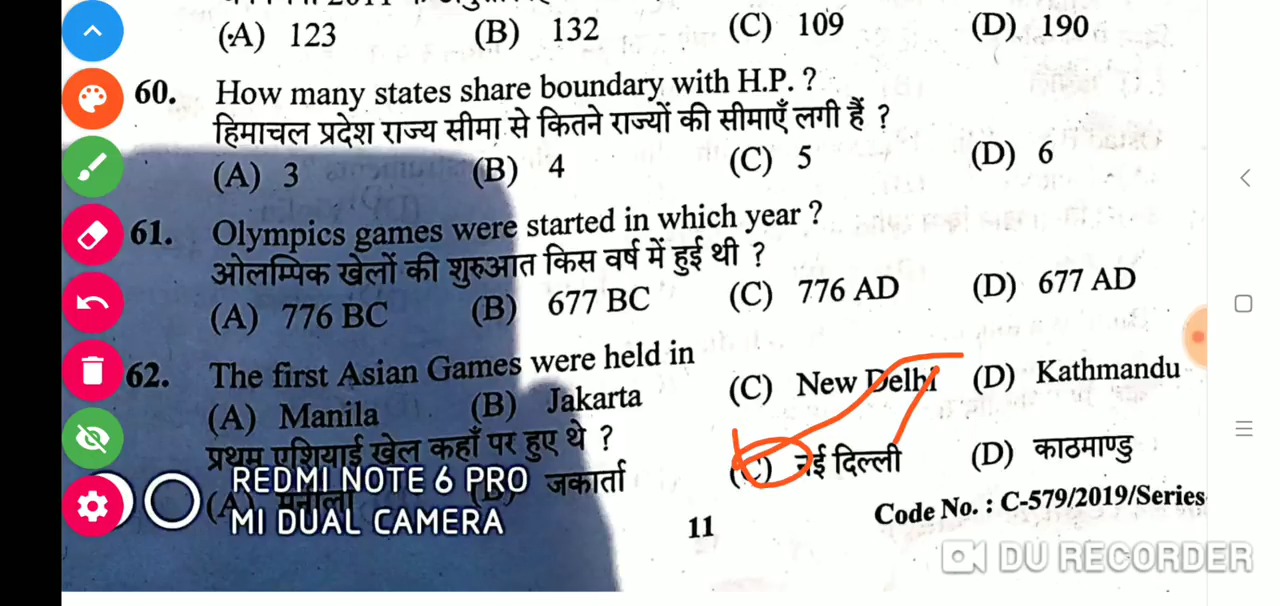 (A) 123 (B) 132 (C) 109 (D) 190
60. How many states share boundary with H.P. ?
हिमाचल प्रदेश राज्य सीमा से कितने राज्यों की सीमाएँ लगी हैं ?
(A) 3 (B) 4 (C) 5 (D) 6
61. Olympics games were started in which year ?
ओलम्पिक खेलों की शुरुआत किस वर्ष में हुई थी ?
(A) 776 BC (B) 677 BC (C) 776 AD (D) 677 AD
62. The first Asian Games were held in
(A) Manila (B) Jakarta (C) New Delhi (D) Kathmandu
प्रथम एशियाई खेल कहाँ पर हुए थे ?
(A) मनीला (B) जकार्ता (C) नई दिल्ली (D) काठमाण्डु
REDMI NOTE 6 PRO
MI DUAL CAMERA
11
Code No. : C-579/2019/Series
DU RECORDER